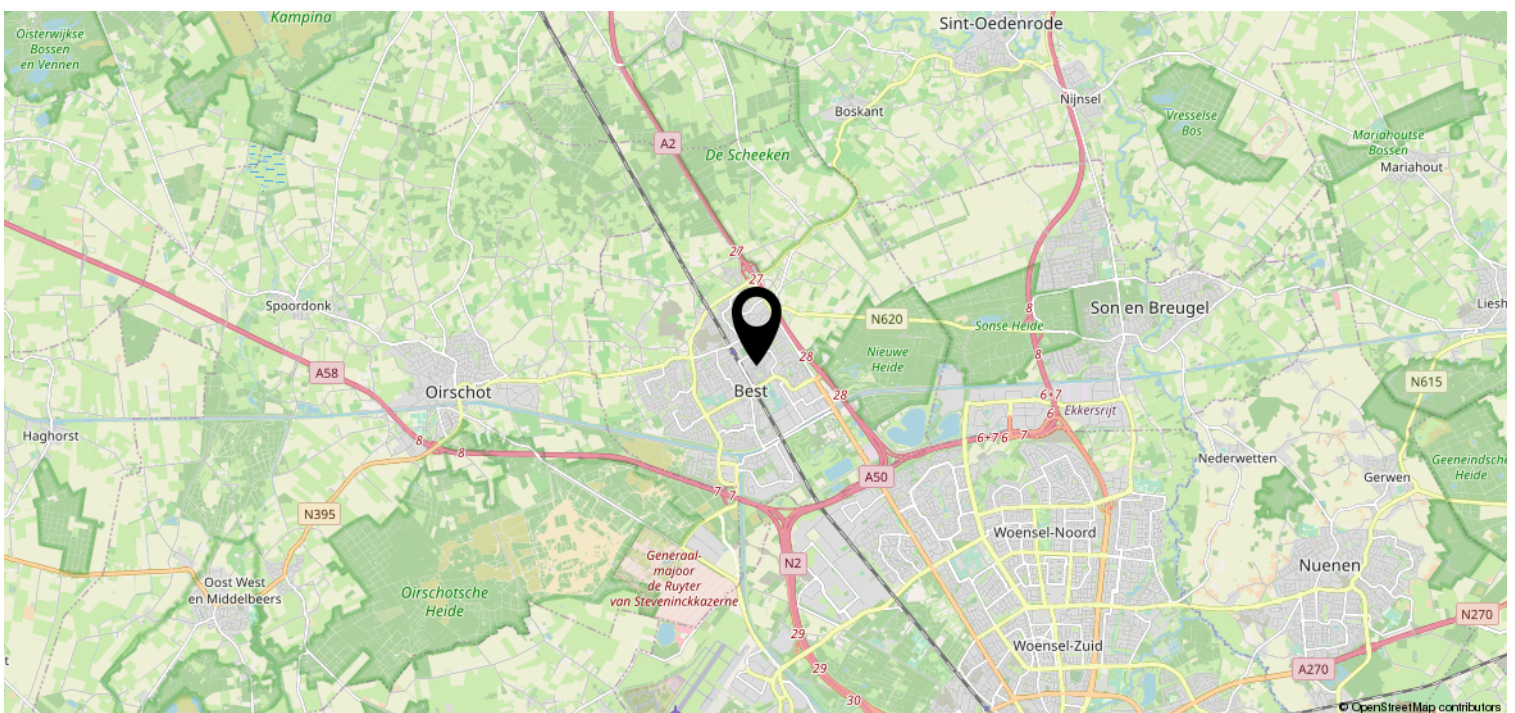 Kampina
Sint-Oedenrode
Oisterwijkse
Bossen
en Vennen
Nijnsel
Boskant
Vresselse
Bos
Mariahoutse
Bossen
Mariahout
A2
De Scheeken
27
27
Spoordonk
N620
Sonse Heide
8
Son en Breugel
Liesh
28
Nieuwe
Heide
8
A58
Oirschot
Best
28
6+7
6
Ekkersrijt
N615
Haghorst
8
8
6+7
6
7
A50
Nederwetten
Geeneindsche
Heide
Gerwen
7
7
N395
Woensel-Noord
Generaal-
majoor
de Ruyter
van Steveninckkazerne
N2
Nuenen
Oost West
en Middelbeers
Oirschotsche
Heide
N270
29
Woensel-Zuid
t
29
A270
30
© OpenStreetMap contributors